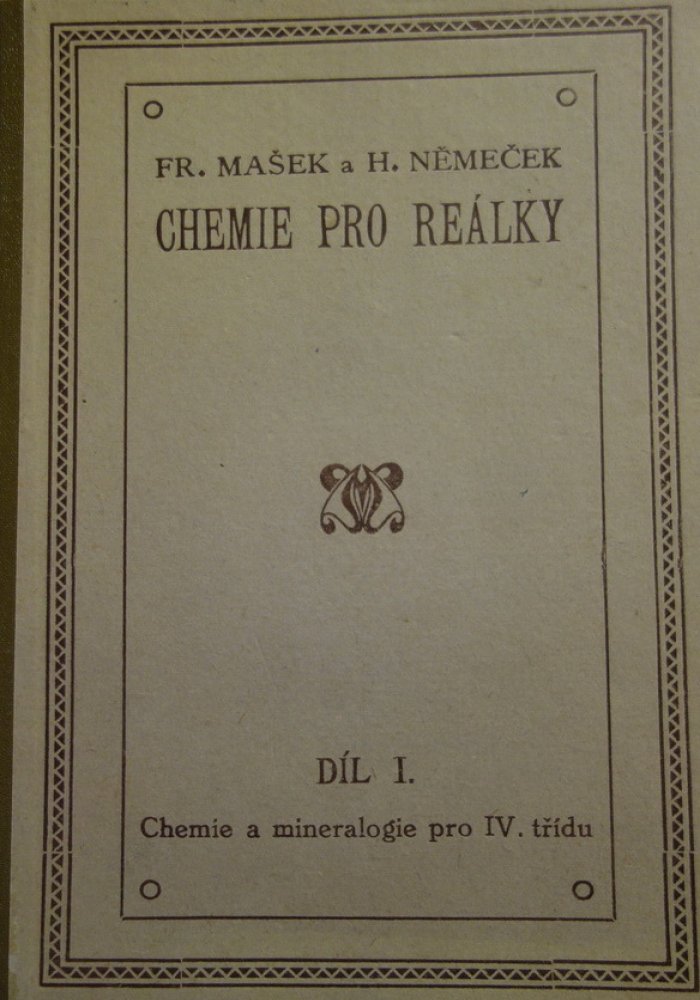 FR. MAŠEK a H. NĚMEČEK
CHEMIE PRO REÁLKY
DÍL I.
Chemie a mineralogie pro IV. třídu